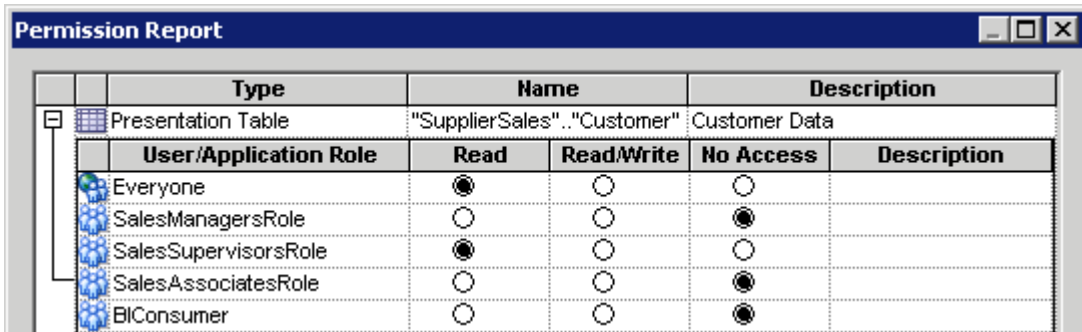 Permission Report
Type Name Description
Presentation Table "SupplierSales".."Customer" Customer Data
User/Application Role Read Read/Write No Access Description
Everyone
SalesManagersRole
SalesSupervisorsRole
SalesAssociatesRole
BIConsumer